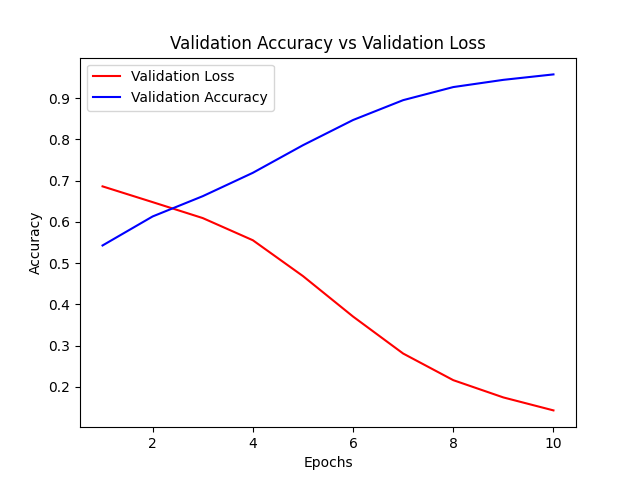 Validation Accuracy vs Validation Loss
Validation Loss
Validation Accuracy
0.9
0.8
0.7
0.6
0.5
0.4
0.3
0.2
Accuracy
2 4 6 8 10
Epochs